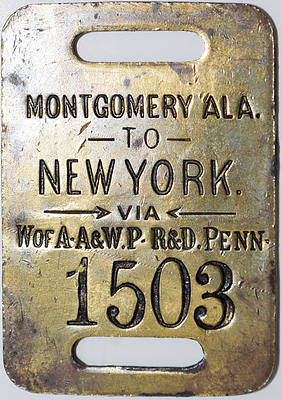 MONTGOMERY ALA.
— TO —
NEW YORK.
VIA
W OF A-A&W.P- R&D. PENN-
1503